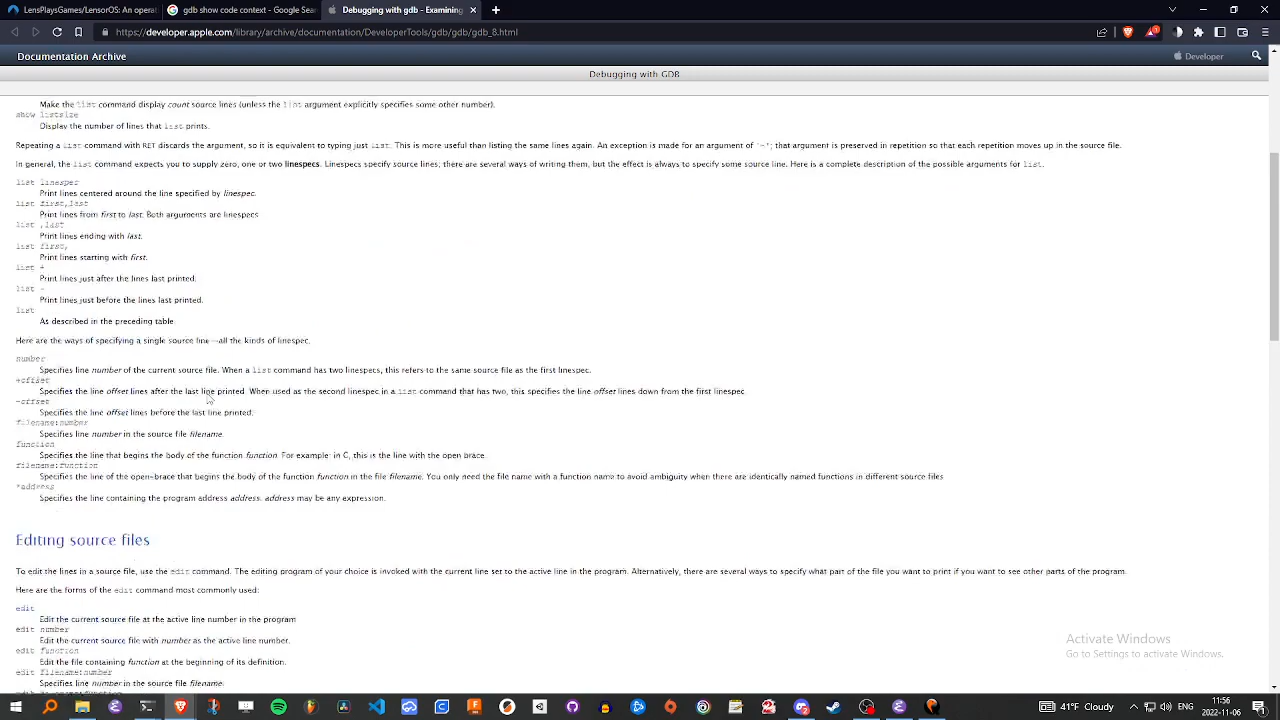 LensPlaysGames/LensorOS: An operat
gdb show code context - Google Sear
Debugging with gdb - Examining
https://developer.apple.com/library/archive/documentation/DeveloperTools/gdb/gdb/gdb_8.html
Documentation Archive
Developer
Debugging with GDB
Make the list command display count source lines (unless the list argument explicitly specifies some other number).
show listsize
Display the number of lines that list prints.
Repeating a list command with RET discards the argument, so it is equivalent to typing just list. This is more useful than listing the same lines again. An exception is made for an argument of `-'; that argument is preserved in repetition so that each repetition moves up in the source file.
In general, the list command expects you to supply zero, one or two linespecs. Linespecs specify source lines; there are several ways of writing them, but the effect is always to specify some source line. Here is a complete description of the possible arguments for list.
list linespec
Print lines centered around the line specified by linespec.
list first,last
Print lines from first to last. Both arguments are linespecs.
list ,last
Print lines ending with last.
list first,
Print lines starting with first.
list +
Print lines just after the lines last printed.
list -
Print lines just before the lines last printed.
list
As described in the preceding table.
Here are the ways of specifying a single source line—all the kinds of linespec.
number
Specifies line number of the current source file. When a list command has two linespecs, this refers to the same source file as the first linespec.
+offset
Specifies the line offset lines after the last line printed. When used as the second linespec in a list command that has two, this specifies the line offset lines down from the first linespec.
-offset
Specifies the line offset lines before the last line printed.
filename:number
Specifies line number in the source file filename.
function
Specifies the line that begins the body of the function function. For example: in C, this is the line with the open brace.
filename:function
Specifies the line of the open-brace that begins the body of the function function in the file filename. You only need the file name with a function name to avoid ambiguity when there are identically named functions in different source files.
*address
Specifies the line containing the program address address. address may be any expression.
Editing source files
To edit the lines in a source file, use the edit command. The editing program of your choice is invoked with the current line set to the active line in the program. Alternatively, there are several ways to specify what part of the file you want to print if you want to see other parts of the program.
Here are the forms of the edit command most commonly used:
edit
Edit the current source file at the active line number in the program
edit number
Edit the current source file with number as the active line number.
edit function
Edit the file containing function at the beginning of its definition.
edit filename:number
Specifies line number in the source file filename.
edit filename:function
Activate Windows
Go to Settings to activate Windows.
41°F Cloudy
ENG
11:56
2022-11-06